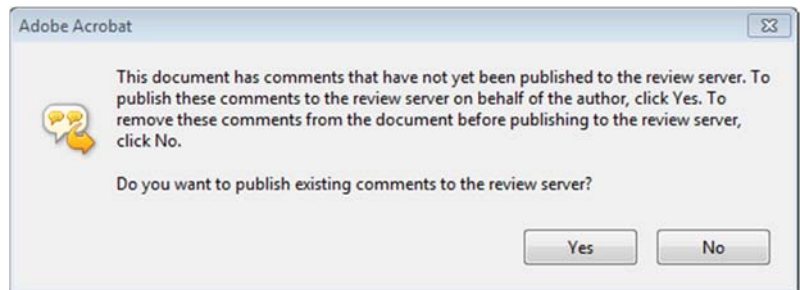 Adobe Acrobat
This document has comments that have not yet been published to the review server. To
publish these comments to the review server on behalf of the author, click Yes. To
remove these comments from the document before publishing to the review server,
click No.
Do you want to publish existing comments to the review server?
Yes No